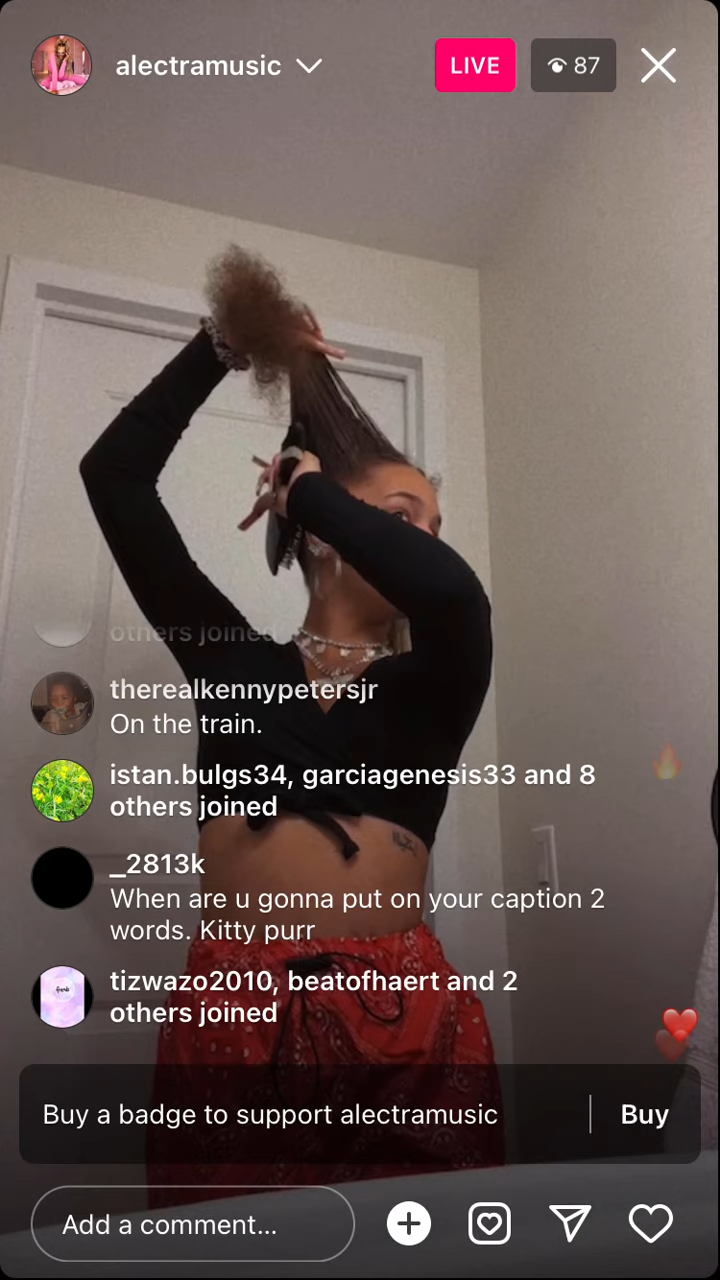 alectramusic
LIVE
87
others joined
therealkennypetersjr
On the train.
istan.bulgs34, garciagenesis33 and 8
others joined
_2813k
When are u gonna put on your caption 2
words. Kitty purr
tizwazo2010, beatofhaert and 2
others joined
Buy a badge to support alectramusic
Buy
Add a comment...